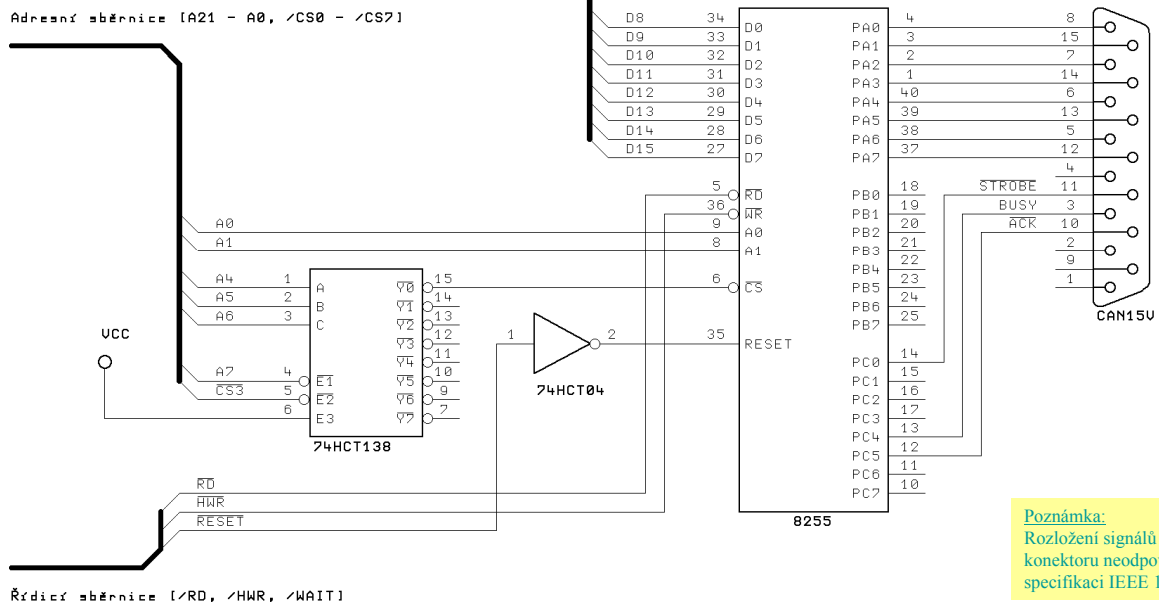 Adresní sběrnice [A21 - A0, /CS0 - /CS7]
D8 34 D0 PA0 4 8
D9 33 D1 PA1 3 15
D10 32 D2 PA2 2 7
D11 31 D3 PA3 1 14
D12 30 D4 PA4 40 6
D13 29 D5 PA5 39 13
D14 28 D6 PA6 38 5
D15 27 D7 PA7 37 12
4
5 RD PB0 18 STROBE 11
36 WR PB1 19 BUSY 3
A0 9 A0 PB2 20 ACK 10
A1 8 A1 PB3 21 2
PB4 22 9
A4 1 A Y0 15 6 CS PB5 23 1
A5 2 B Y1 14 PB6 24
A6 3 C Y2 13 PB7 25
CAN15V
VCC
Y3 12 1 2 35 RESET
Y4 11 PC0 14
A7 4 E1 Y5 10 PC1 15
CS3 5 E2 Y6 9 74HCT04 PC2 16
6 E3 Y7 7 PC3 17
74HCT138
PC4 13
PC5 12
PC6 11
RD PC7 10
HWR
RESET 8255
Poznámka:
Rozložení signálů
konektoru
specifikaci IEEE
Řídicí sběrnice [/RD, /HWR, /WAIT]